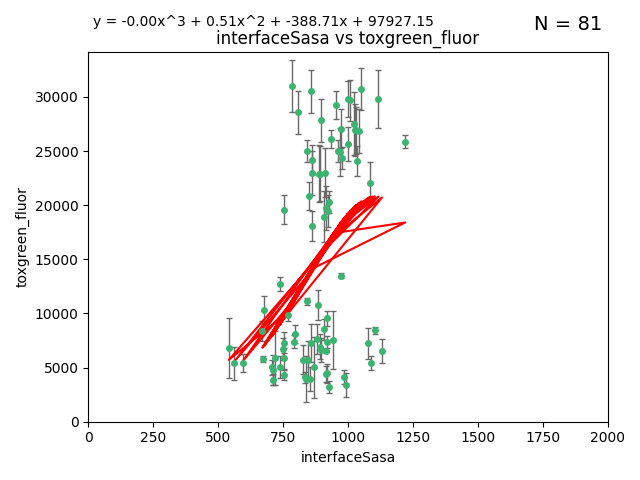 y = -0.00x^3 + 0.51x^2 + -388.71x + 97927.15
N = 81
interfaceSasa vs toxgreen_fluor
toxgreen_fluor
30000
25000
20000
15000
10000
5000
0
0 250 500 750 1000 1250 1500 1750 2000
interfaceSasa